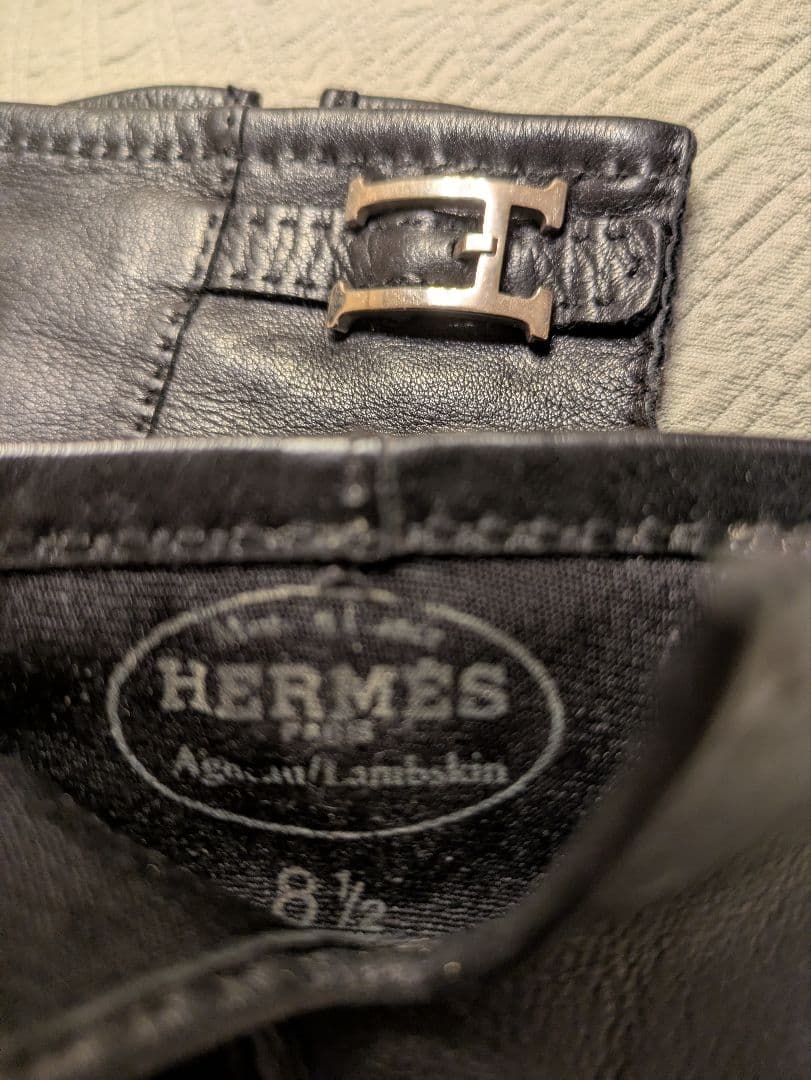 HERMÈS
PARIS
Agneau/Lambskin
8 ½